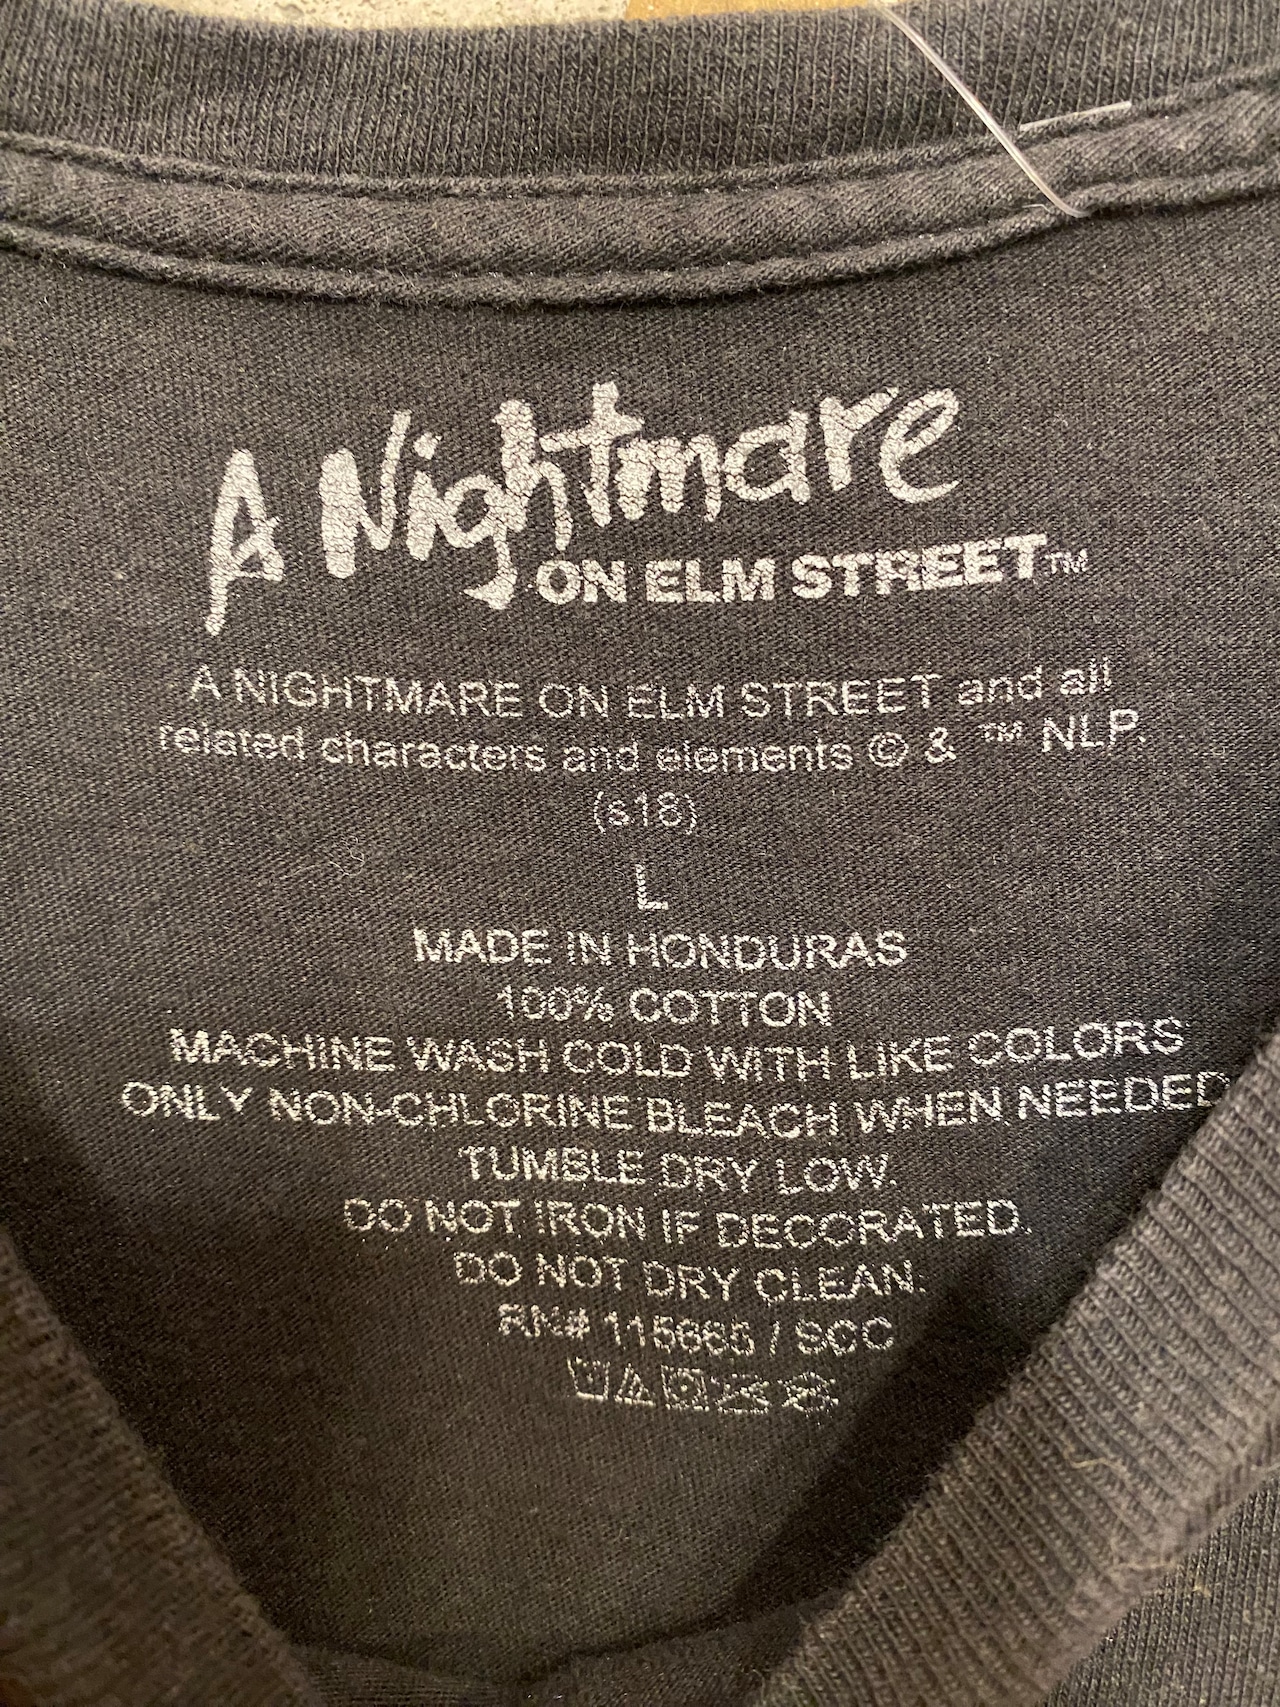 A Nightmare
ON ELM STREET™
A NIGHTMARE ON ELM STREET and all
related characters and elements © & ™ NLP.
(s18)
L
MADE IN HONDURAS
100% COTTON
MACHINE WASH COLD WITH LIKE COLORS
ONLY NON-CHLORINE BLEACH WHEN NEEDED
TUMBLE DRY LOW.
DO NOT IRON IF DECORATED.
DO NOT DRY CLEAN.
RN# 115665 / SCC